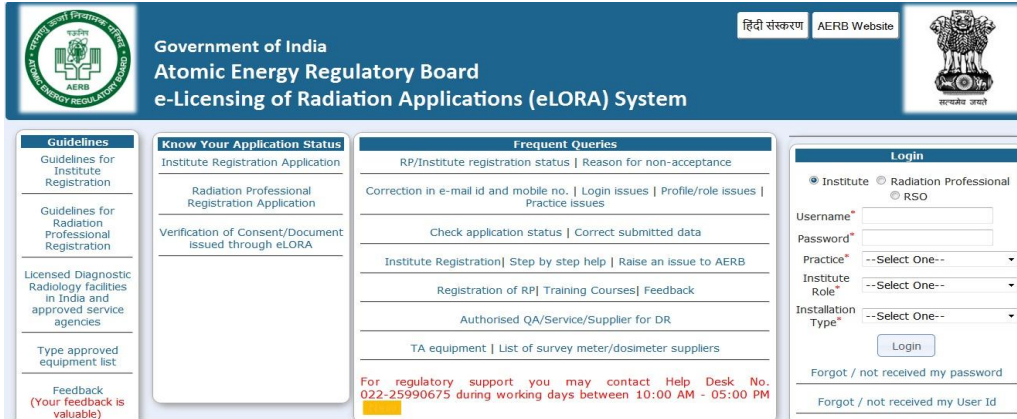 परमाणु ऊर्जा नियामक परिषद
पऊनिप
AERB
ATOMIC ENERGY REGULATORY BOARD
Government of India
Atomic Energy Regulatory Board
e-Licensing of Radiation Applications (eLORA) System
हिंदी संस्करण
AERB Website
सत्यमेव जयते
Guidelines
Guidelines for
Institute
Registration
Guidelines for
Radiation
Professional
Registration
Licensed Diagnostic
Radiology facilities
in India and
approved service
agencies
Type approved
equipment list
Feedback
(Your feedback is
valuable)
Know Your Application Status
Institute Registration Application
Radiation Professional
Registration Application
Verification of Consent/Document
issued through eLORA
Frequent Queries
RP/Institute registration status | Reason for non-acceptance
Correction in e-mail id and mobile no. | Login issues | Profile/role issues |
Practice issues
Check application status | Correct submitted data
Institute Registration| Step by step help | Raise an issue to AERB
Registration of RP| Training Courses| Feedback
Authorised QA/Service/Supplier for DR
TA equipment | List of survey meter/dosimeter suppliers
For regulatory support you may contact Help Desk No.
022-25990675 during working days between 10:00 AM - 05:00 PM
Login
Institute Radiation Professional
RSO
Username*
Password*
Practice* --Select One--
Institute
Role* --Select One--
Installation
Type* --Select One--
Login
Forgot / not received my password
Forgot / not received my User Id